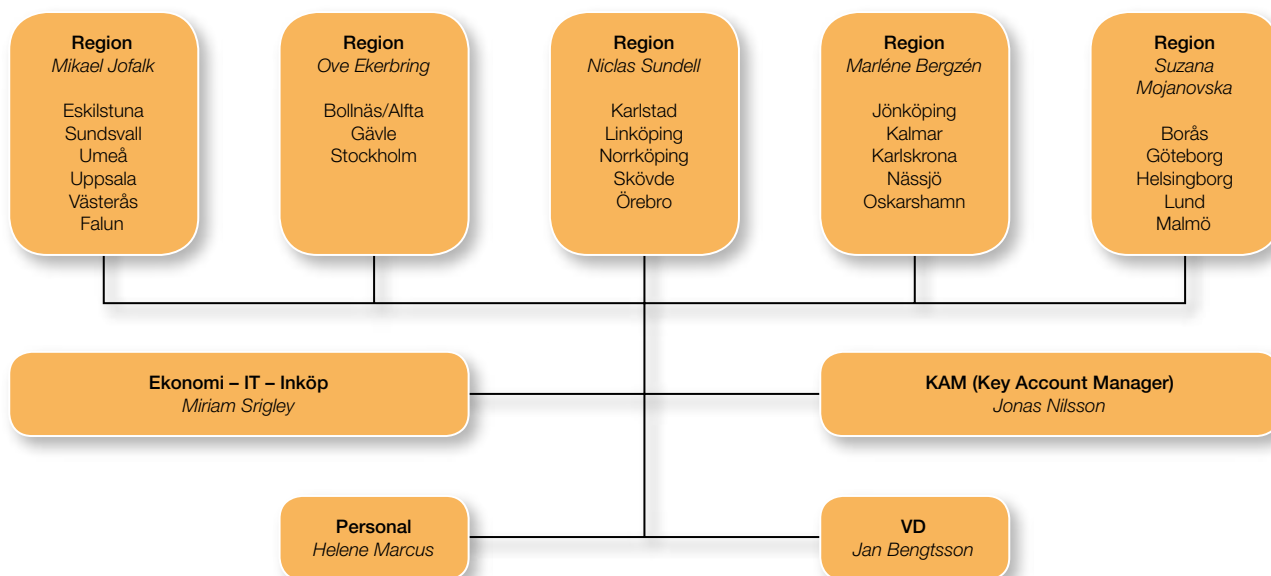 Region
Mikael Jofalk
Eskilstuna
Sundsvall
Umeå
Uppsala
Västerås
Falun
Region
Ove Ekerbring
Bollnäs/Alfta
Gävle
Stockholm
Region
Niclas Sundell
Karlstad
Linköping
Norrköping
Skövde
Örebro
Region
Marléne Bergzén
Jönköping
Kalmar
Karlskrona
Nässjö
Oskarshamn
Region
Suzana
Mojanovska
Borås
Göteborg
Helsingborg
Lund
Malmö
Ekonomi – IT – Inköp
Miriam Srigley
KAM (Key Account Manager)
Jonas Nilsson
Personal
Helene Marcus
VD
Jan Bengtsson